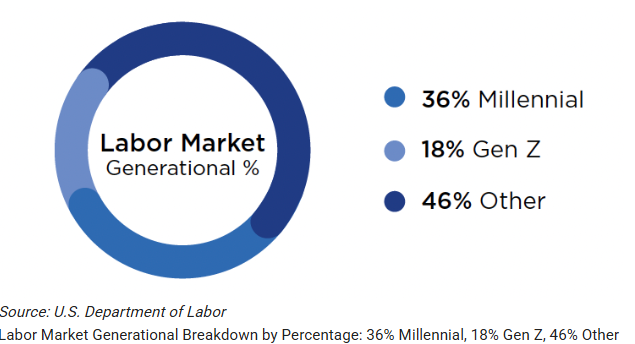 Labor Market
Generational %
36% Millennial
18% Gen Z
46% Other
Source: U.S. Department of Labor
Labor Market Generational Breakdown by Percentage: 36% Millennial, 18% Gen Z, 46% Other